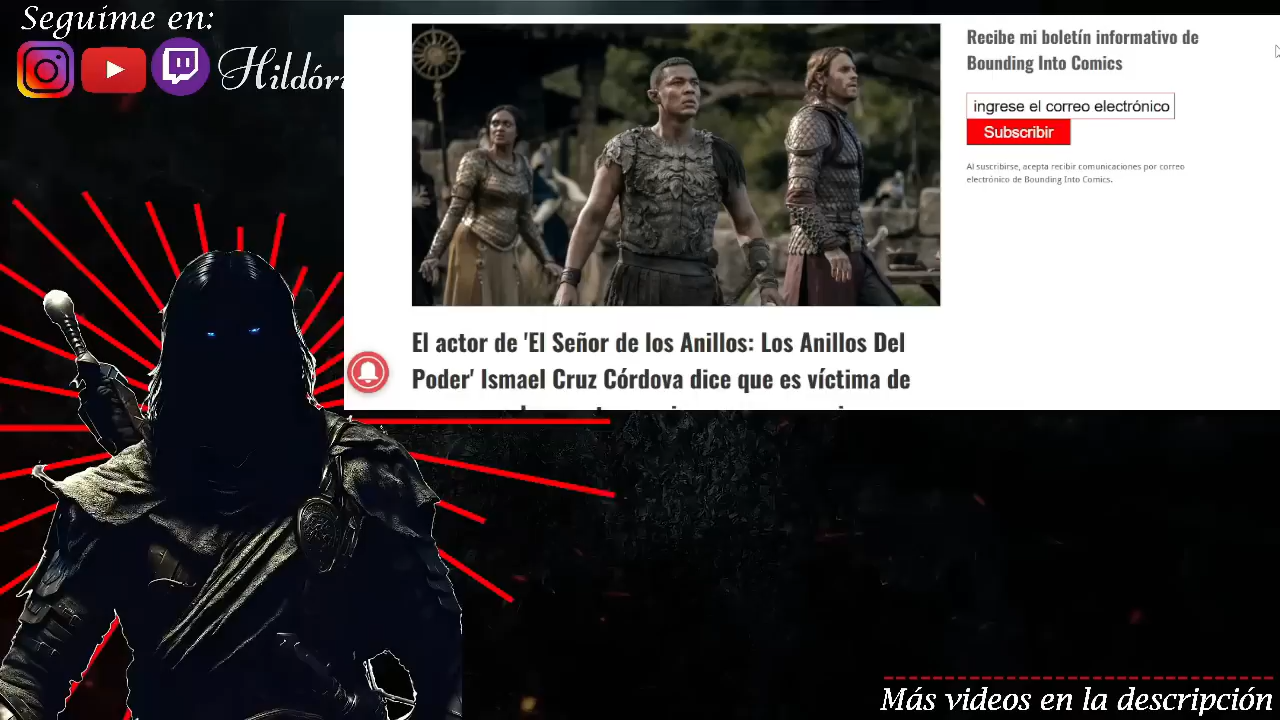 Seguíme en:
Hildór
Recibe mi boletín informativo de
Bounding Into Comics
ingrese el correo electrónico
Subscribir
Al suscribirse, acepta recibir comunicaciones por correo
electrónico de Bounding Into Comics.
El actor de 'El Señor de los Anillos: Los Anillos Del
Poder' Ismael Cruz Córdova dice que es víctima de
Más videos en la descripción